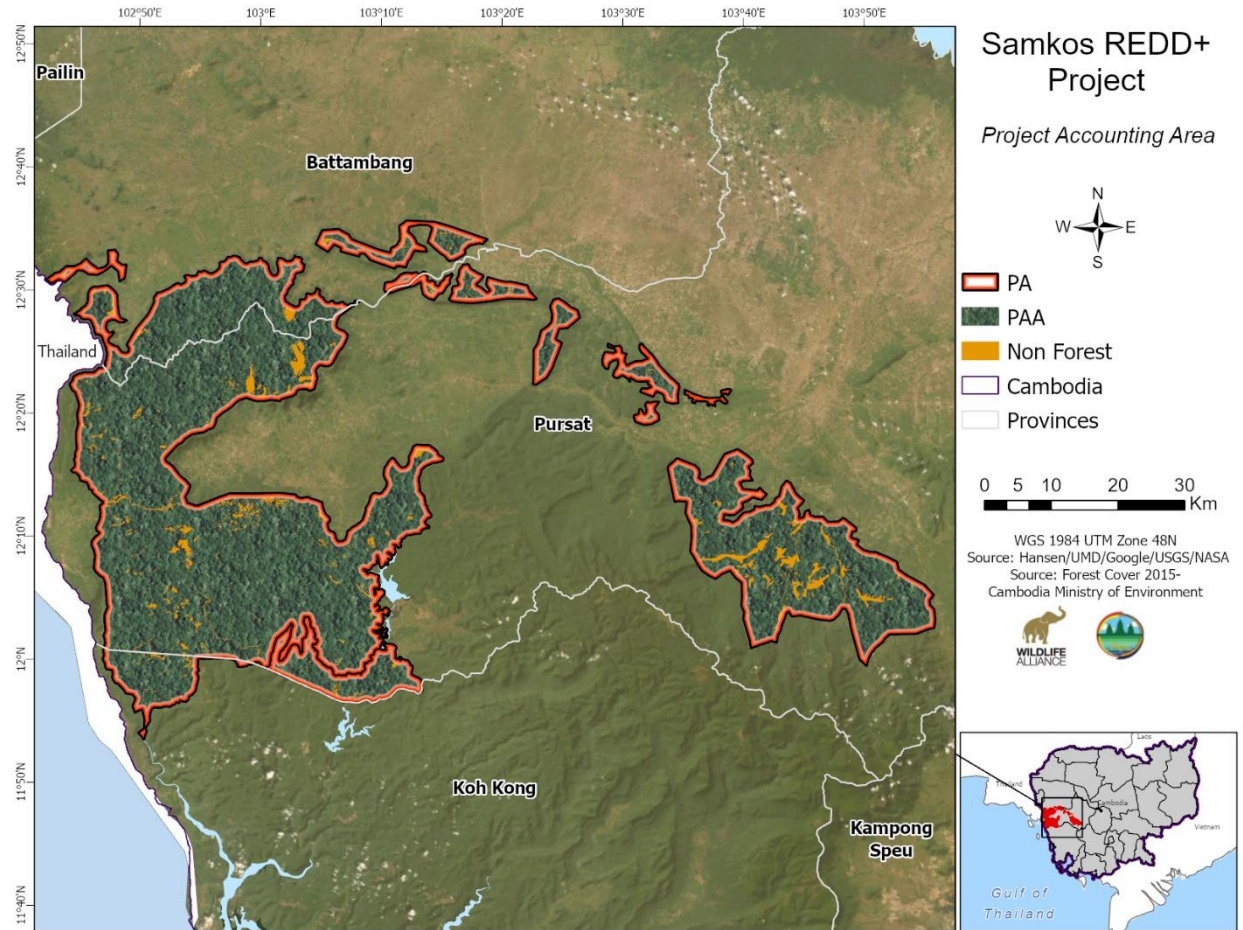 102°50'E
103°E
103°10'E
103°20'E
103°30'E
103°40'E
103°50'E
12°50'N
12°40'N
12°30'N
12°20'N
12°10'N
12°0'N
11°50'N
11°40'N
Pailin
Battambang
Thailand
Pursat
Koh Kong
Kampong
Speu
Samkos REDD+
Project
Project Accounting Area
N
W
E
S
PA
PAA
Non Forest
Cambodia
Provinces
0 5 10 20 30
Km
WGS 1984 UTM Zone 48N
Source: Hansen/UMD/Google/USGS/NASA
Source: Forest Cover 2015-
Cambodia Ministry of Environment
WILDLIFE
ALLIANCE
Laos
Thailand
Cambodia
Vietnam
Gulf of
Thailand